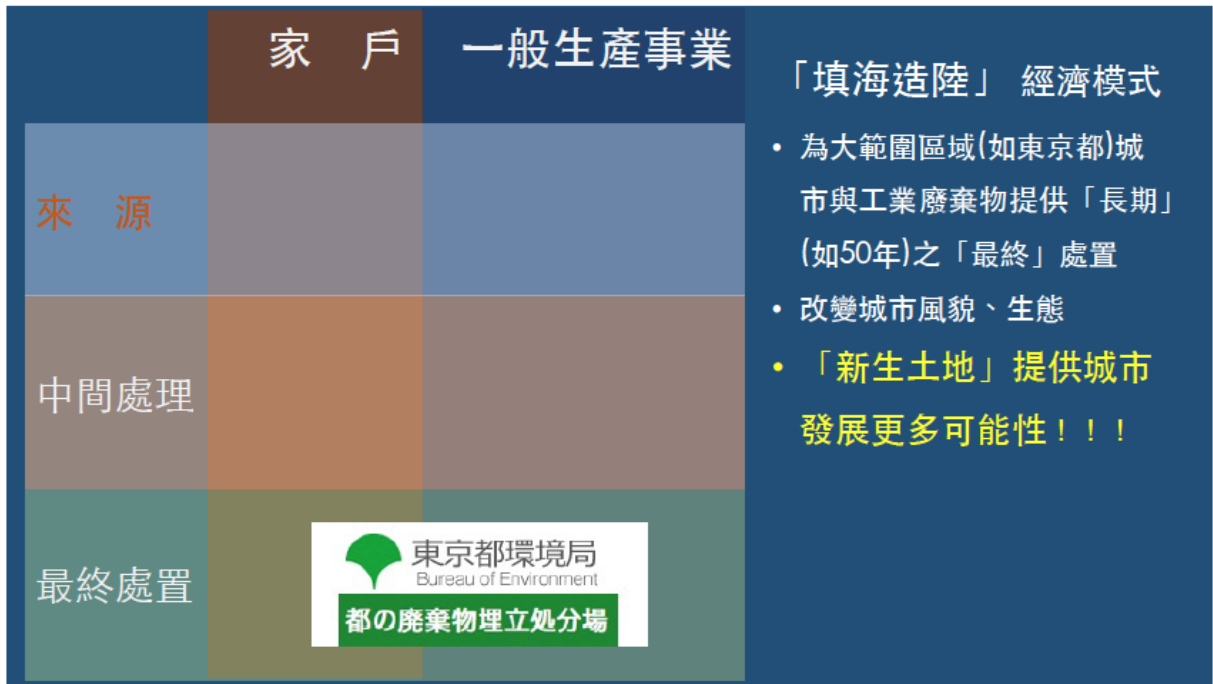 家 戶
一般生產事業
來 源
中間處理
最終處置
東京都環境局
Bureau of Environment
都の廃棄物埋立処分場
「填海造陸」 經濟模式
• 為大範圍區域(如東京都)城
市與工業廢棄物提供「長期」
(如50年)之「最終」處置
• 改變城市風貌、生態
• 「新生土地」提供城市
發展更多可能性！！！